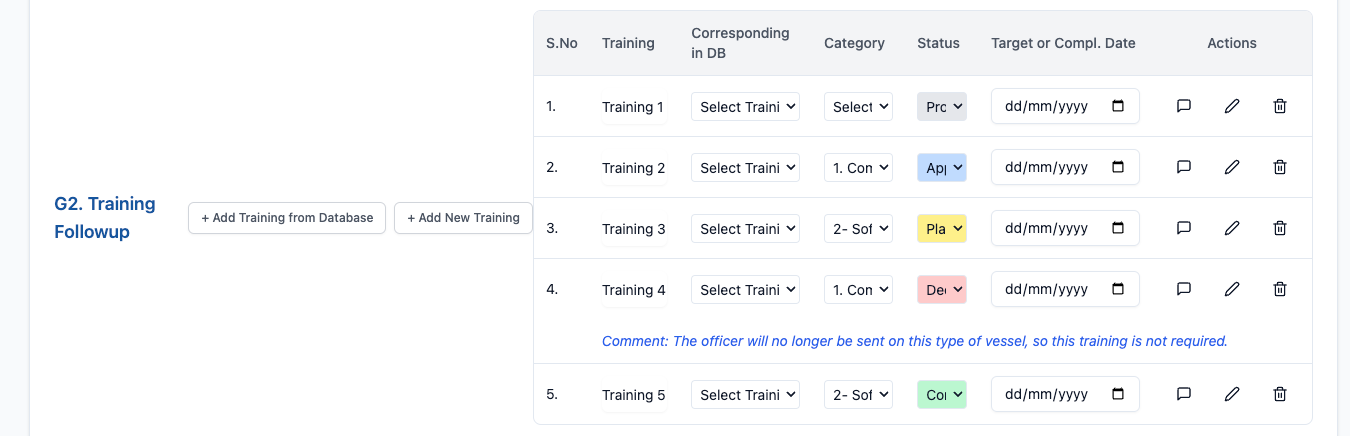 S.No Training Corresponding in DB Category Status Target or Compl. Date Actions
1. Training 1 Select Traini Select Pro dd/mm/yyyy
2. Training 2 Select Traini 1. Con App dd/mm/yyyy
G2. Training Followup
+ Add Training from Database + Add New Training
3. Training 3 Select Traini 2- Sof Pla dd/mm/yyyy
4. Training 4 Select Traini 1. Con Dec dd/mm/yyyy
Comment: The officer will no longer be sent on this type of vessel, so this training is not required.
5. Training 5 Select Traini 2- Sof Cor dd/mm/yyyy